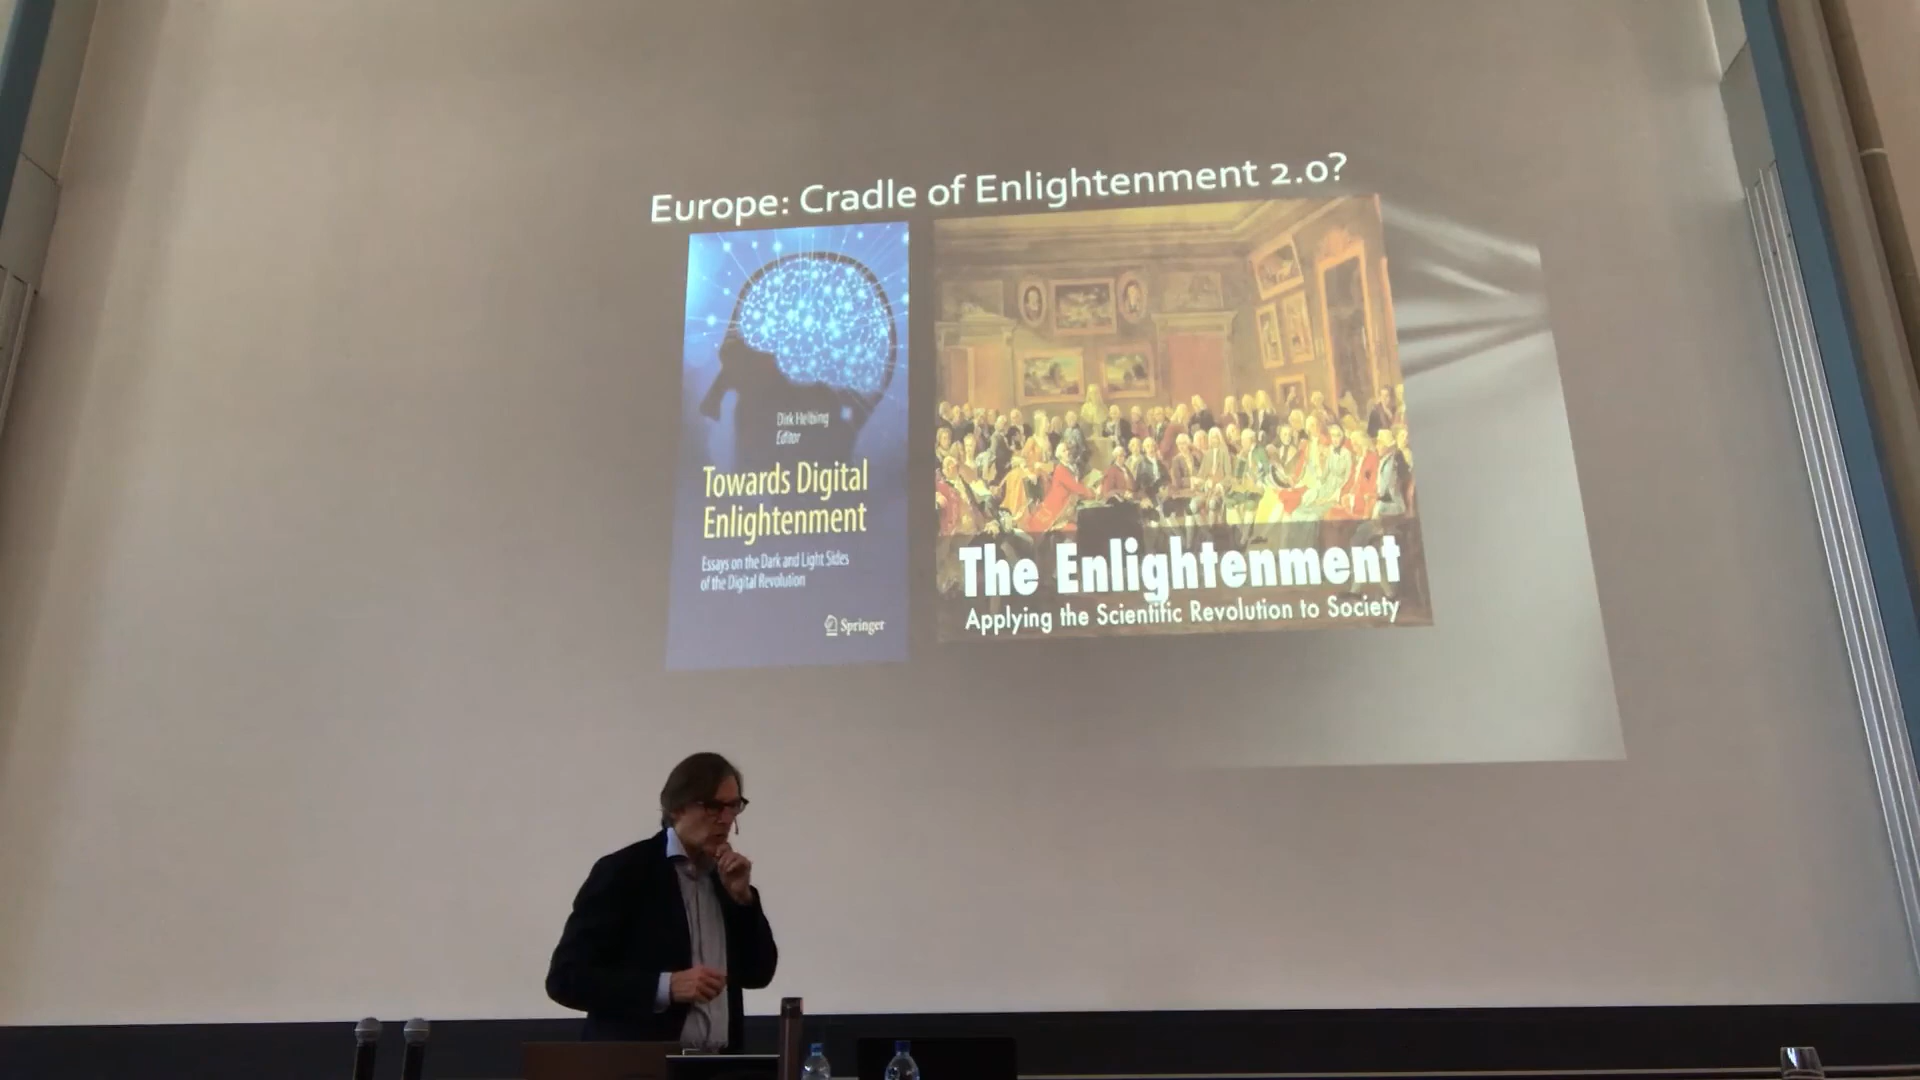 Europe: Cradle of Enlightenment 2.0?
Dirk Helbing
Editor
Towards Digital
Enlightenment
Essays on the Dark and Light Sides
of the Digital Revolution
Springer
The Enlightenment
Applying the Scientific Revolution to Society